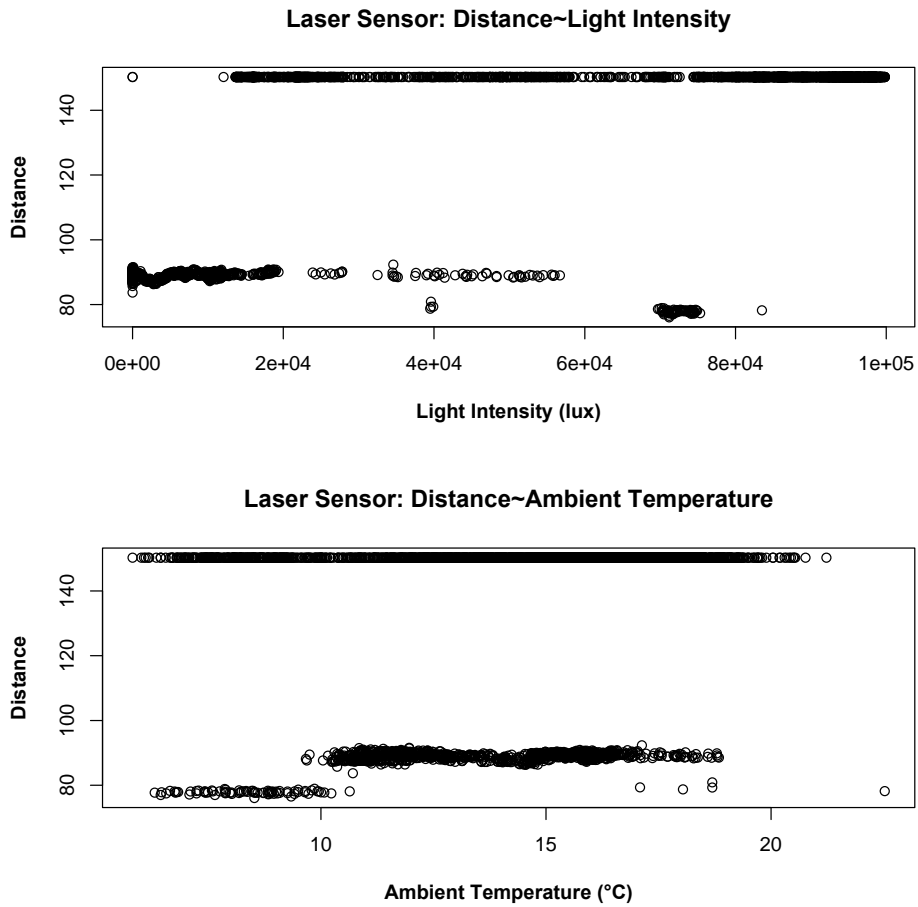 Laser Sensor: Distance~Light Intensity
Distance
140
120
100
80
0e+00 2e+04 4e+04 6e+04 8e+04 1e+05
Light Intensity (lux)
Laser Sensor: Distance~Ambient Temperature
Distance
140
120
100
80
10 15 20
Ambient Temperature (°C)